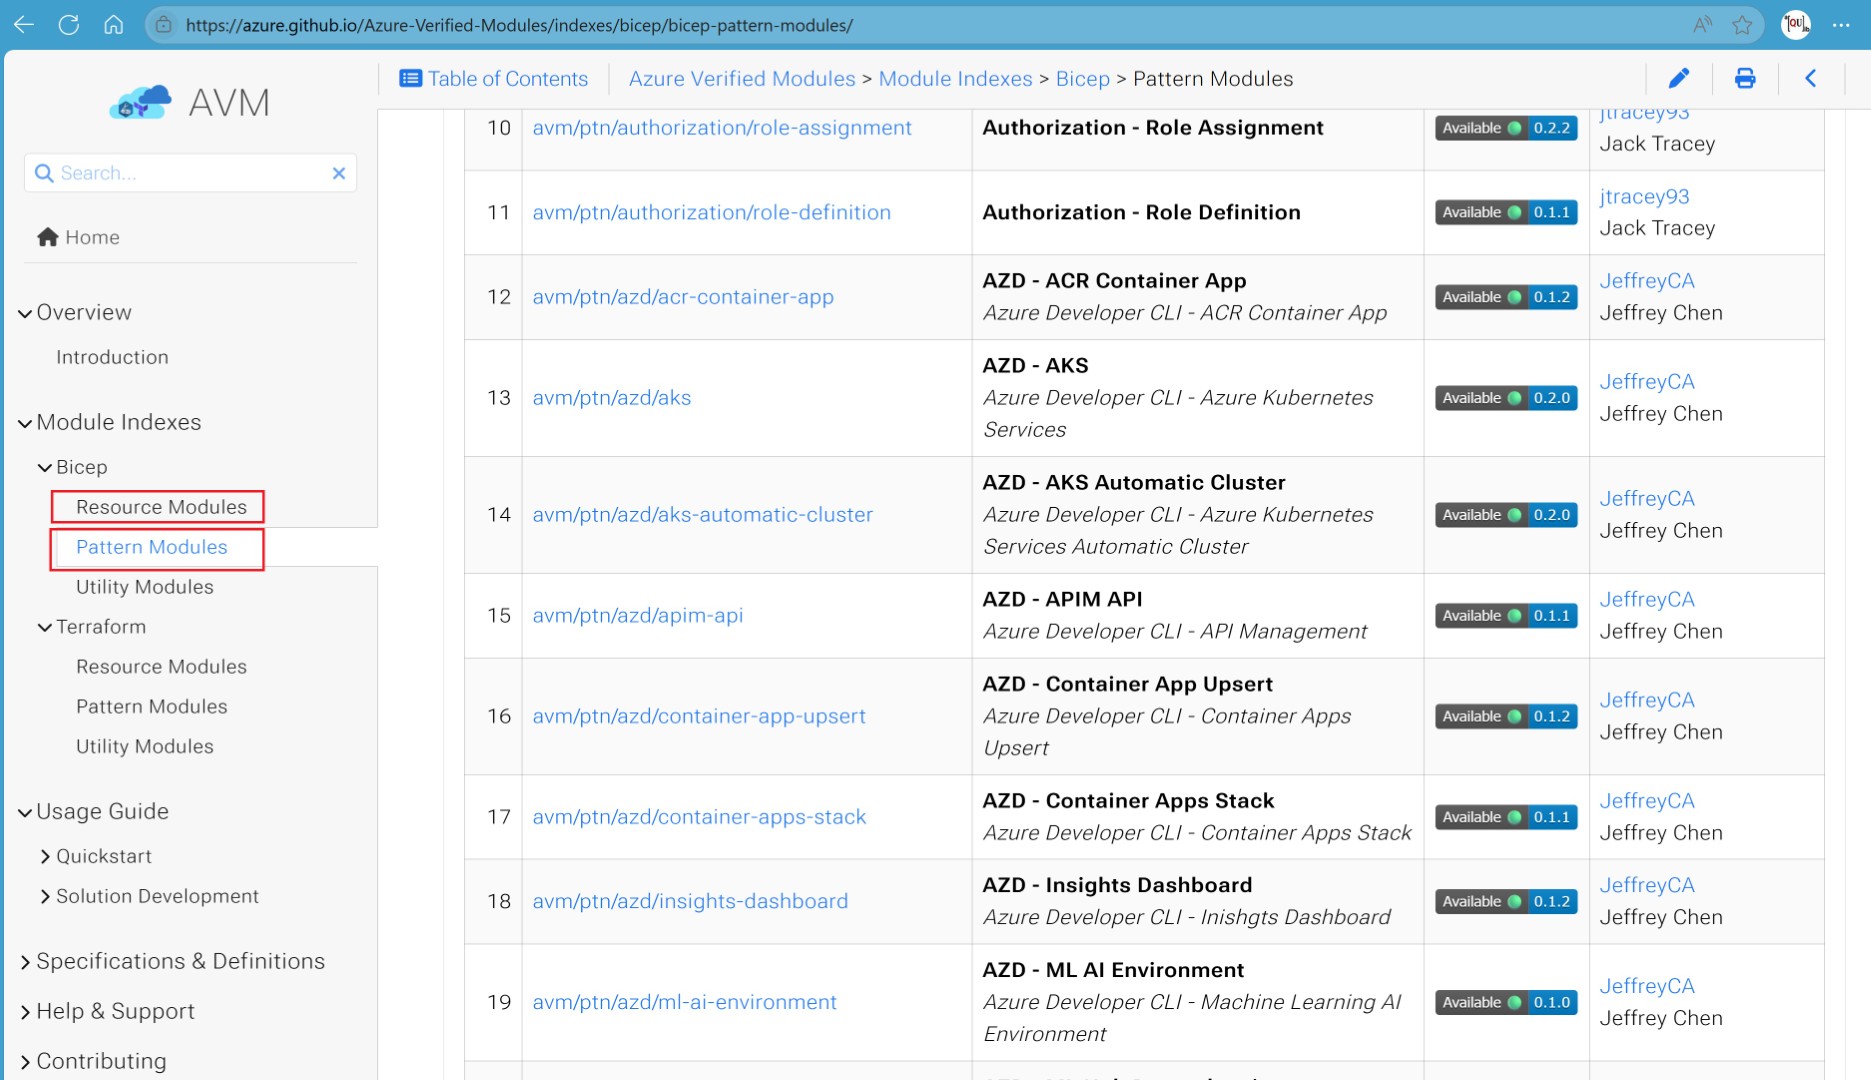 https://azure.github.io/Azure-Verified-Modules/indexes/bicep/bicep-pattern-modules/
AVM
Search...
Home
Overview
Introduction
Module Indexes
Bicep
Resource Modules
Pattern Modules
Utility Modules
Terraform
Resource Modules
Pattern Modules
Utility Modules
Usage Guide
Quickstart
Solution Development
Specifications & Definitions
Help & Support
Contributing
Table of Contents
Azure Verified Modules > Module Indexes > Bicep > Pattern Modules
10 avm/ptn/authorization/role-assignment Authorization - Role Assignment Available 0.2.2 jtracey93
Jack Tracey
11 avm/ptn/authorization/role-definition Authorization - Role Definition Available 0.1.1 jtracey93
Jack Tracey
12 avm/ptn/azd/acr-container-app AZD - ACR Container App
Azure Developer CLI - ACR Container App
Available 0.1.2 JeffreyCA
Jeffrey Chen
13 avm/ptn/azd/aks AZD - AKS
Azure Developer CLI - Azure Kubernetes
Services
Available 0.2.0 JeffreyCA
Jeffrey Chen
14 avm/ptn/azd/aks-automatic-cluster AZD - AKS Automatic Cluster
Azure Developer CLI - Azure Kubernetes
Services Automatic Cluster
Available 0.2.0 JeffreyCA
Jeffrey Chen
15 avm/ptn/azd/apim-api AZD - APIM API
Azure Developer CLI - API Management
Available 0.1.1 JeffreyCA
Jeffrey Chen
16 avm/ptn/azd/container-app-upsert AZD - Container App Upsert
Azure Developer CLI - Container Apps
Upsert
Available 0.1.2 JeffreyCA
Jeffrey Chen
17 avm/ptn/azd/container-apps-stack AZD - Container Apps Stack
Azure Developer CLI - Container Apps Stack
Available 0.1.1 JeffreyCA
Jeffrey Chen
18 avm/ptn/azd/insights-dashboard AZD - Insights Dashboard
Azure Developer CLI - Inishgts Dashboard
Available 0.1.2 JeffreyCA
Jeffrey Chen
19 avm/ptn/azd/ml-ai-environment AZD - ML AI Environment
Azure Developer CLI - Machine Learning AI
Environment
Available 0.1.0 JeffreyCA
Jeffrey Chen